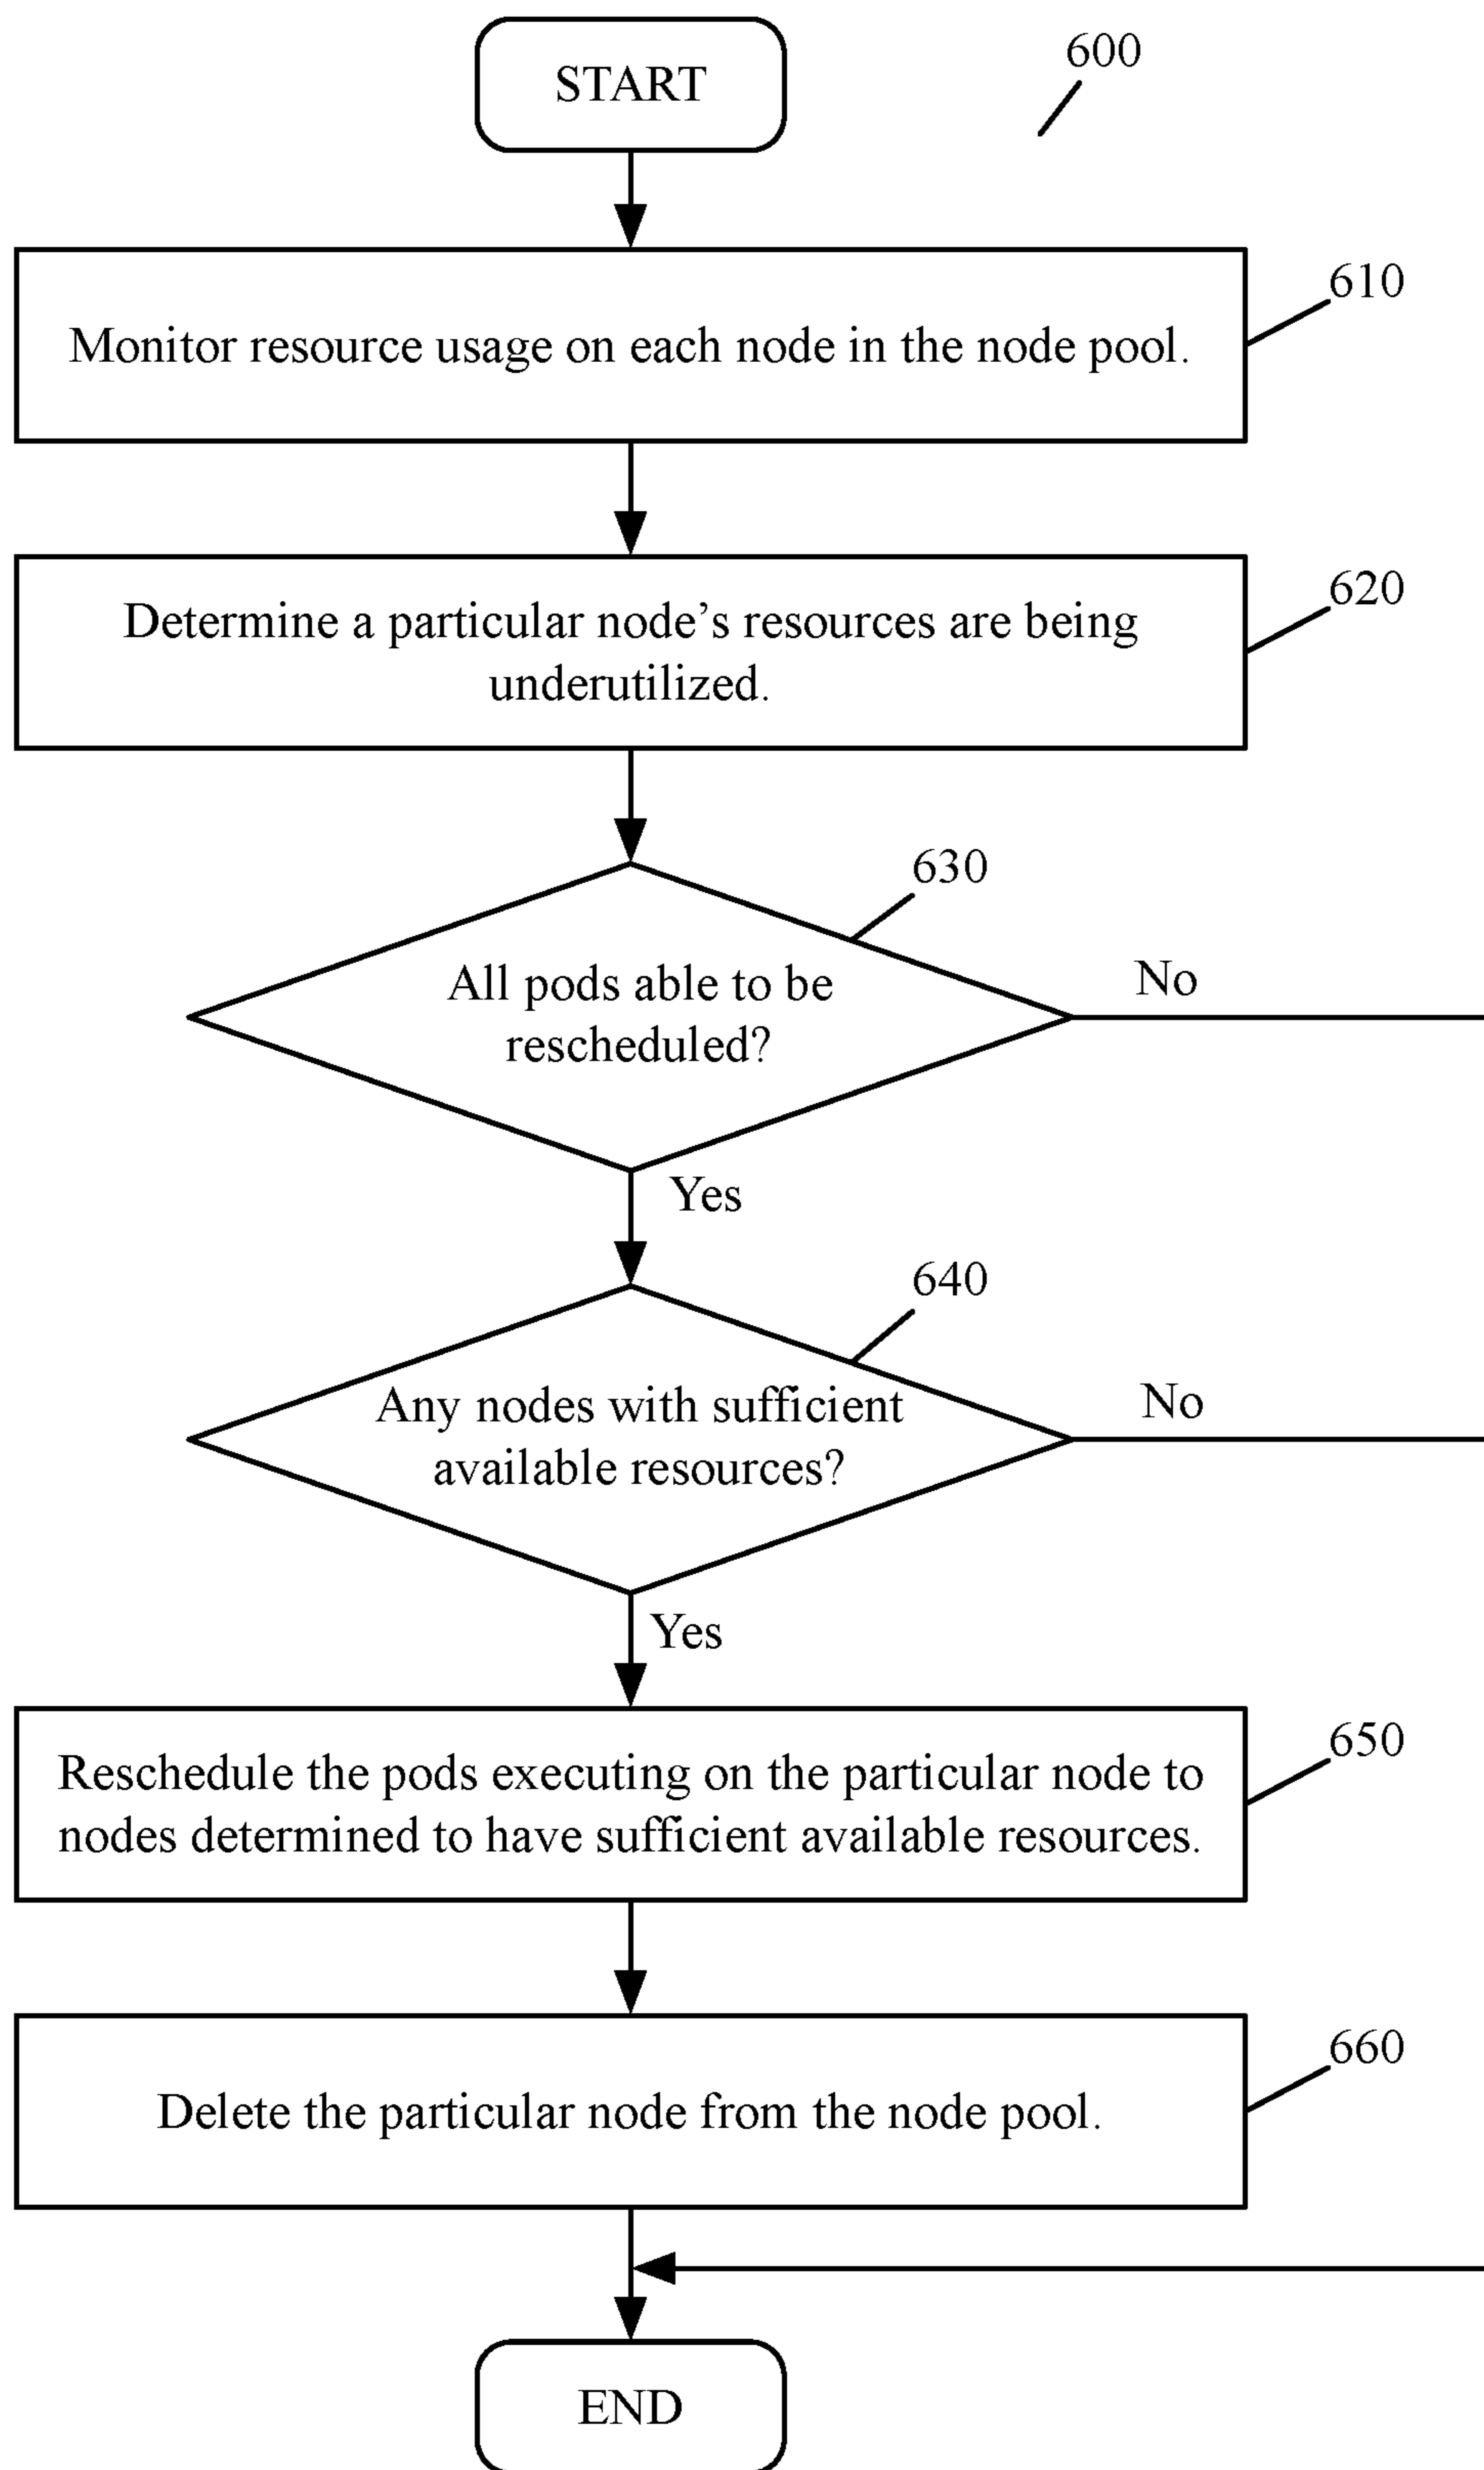 START
600
Monitor resource usage on each node in the node pool.
610
Determine a particular node’s resources are being
underutilized.
620
630
All pods able to be
rescheduled?
No
Yes
640
Any nodes with sufficient
available resources?
No
Yes
Reschedule the pods executing on the particular node to
nodes determined to have sufficient available resources.
650
Delete the particular node from the node pool.
660
END